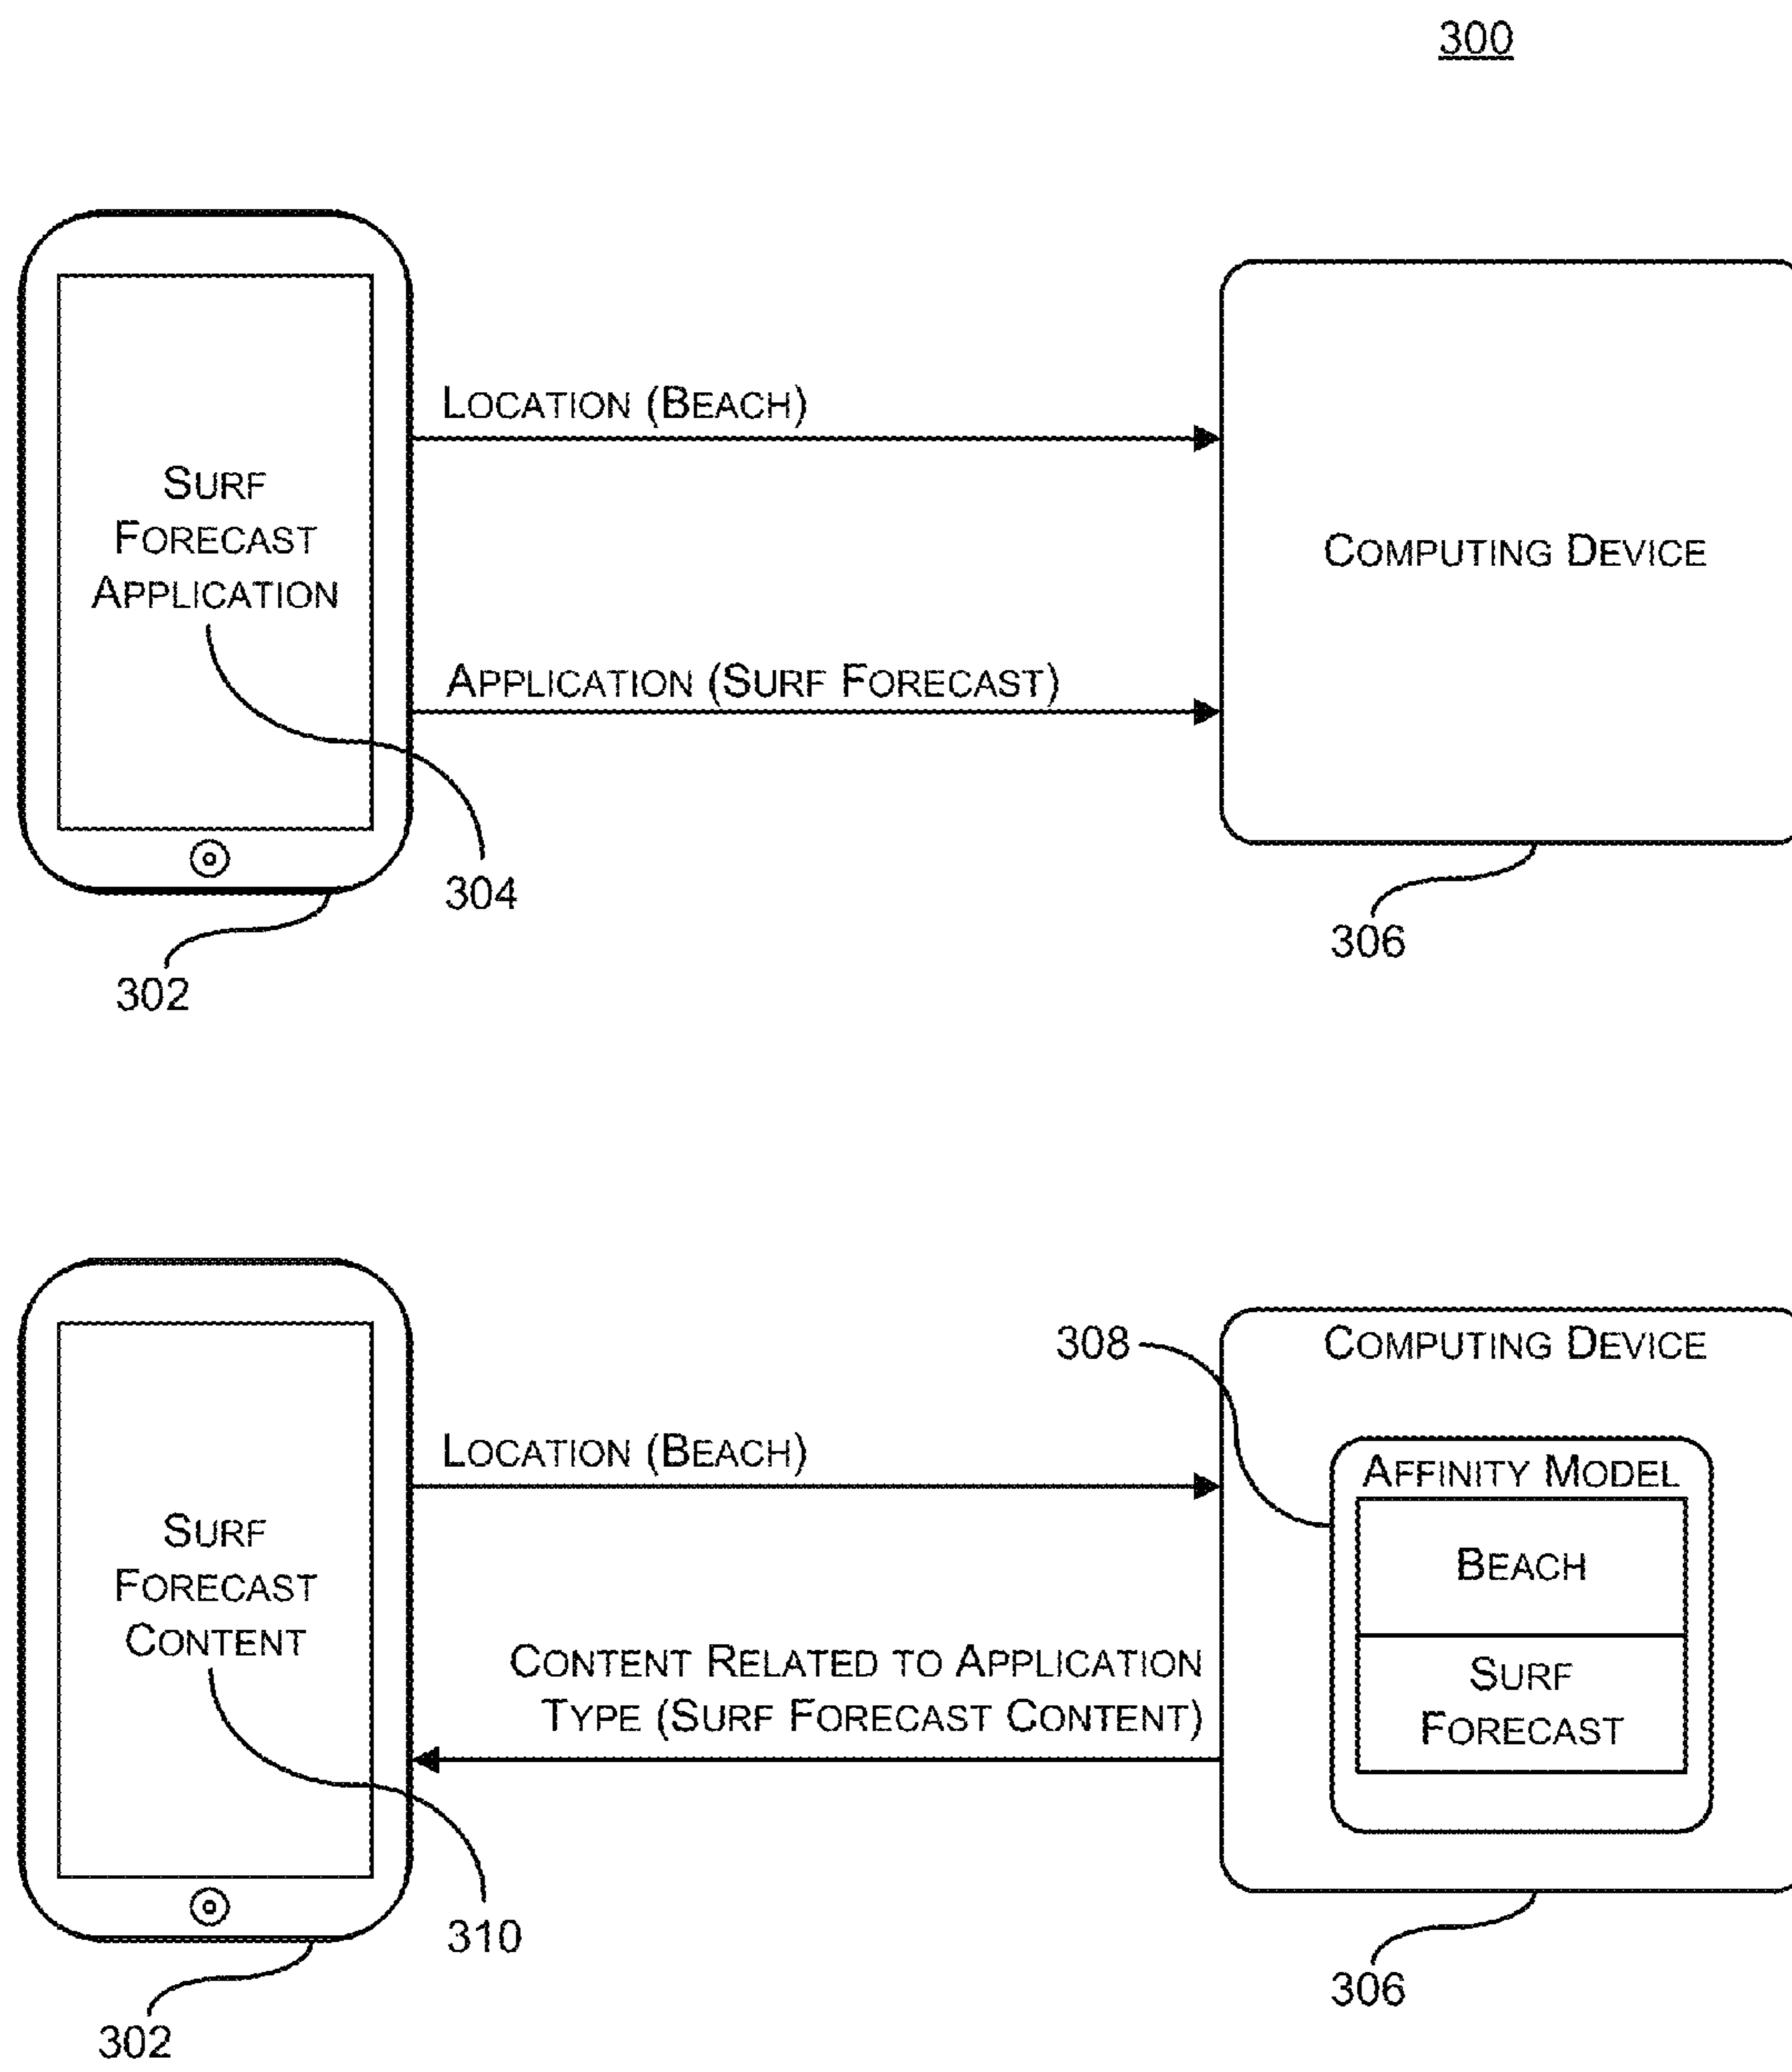 300
SURF
FORECAST
APPLICATION
LOCATION (BEACH)
APPLICATION (SURF FORECAST)
COMPUTING DEVICE
304
302
306
SURF
FORECAST
CONTENT
LOCATION (BEACH)
CONTENT RELATED TO APPLICATION
TYPE (SURF FORECAST CONTENT)
308
COMPUTING DEVICE
AFFINITY MODEL
BEACH
SURF
FORECAST
310
302
306